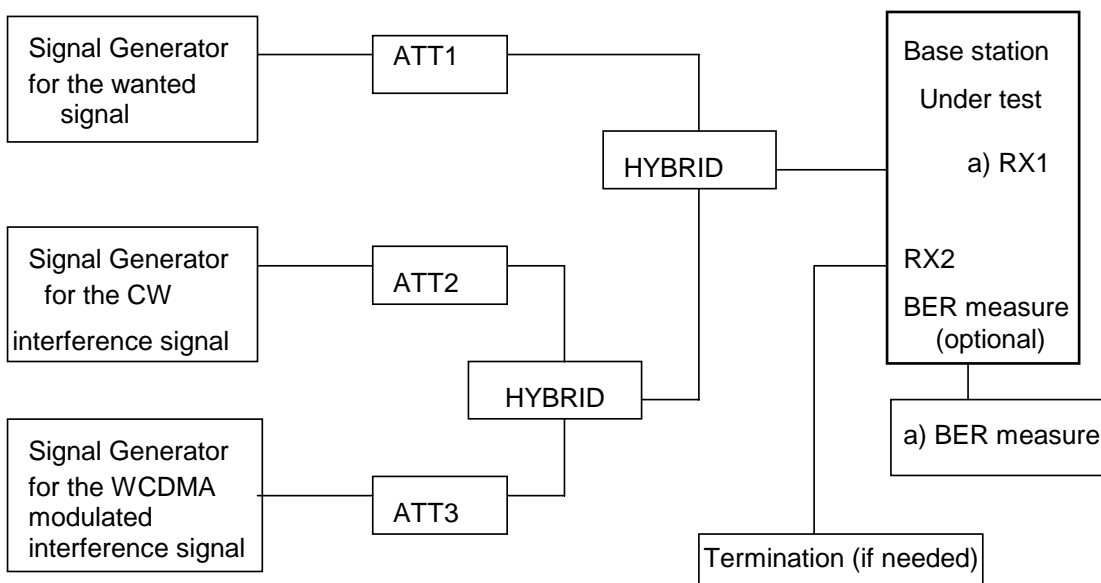 Signal Generator
for the wanted
signal
ATT1
HYBRID
Base station
Under test
a) RX1
RX2
BER measure
(optional)
a) BER measure
Signal Generator
for the CW
interference signal
ATT2
HYBRID
Signal Generator
for the WCDMA
modulated
interference signal
ATT3
Termination (if needed)